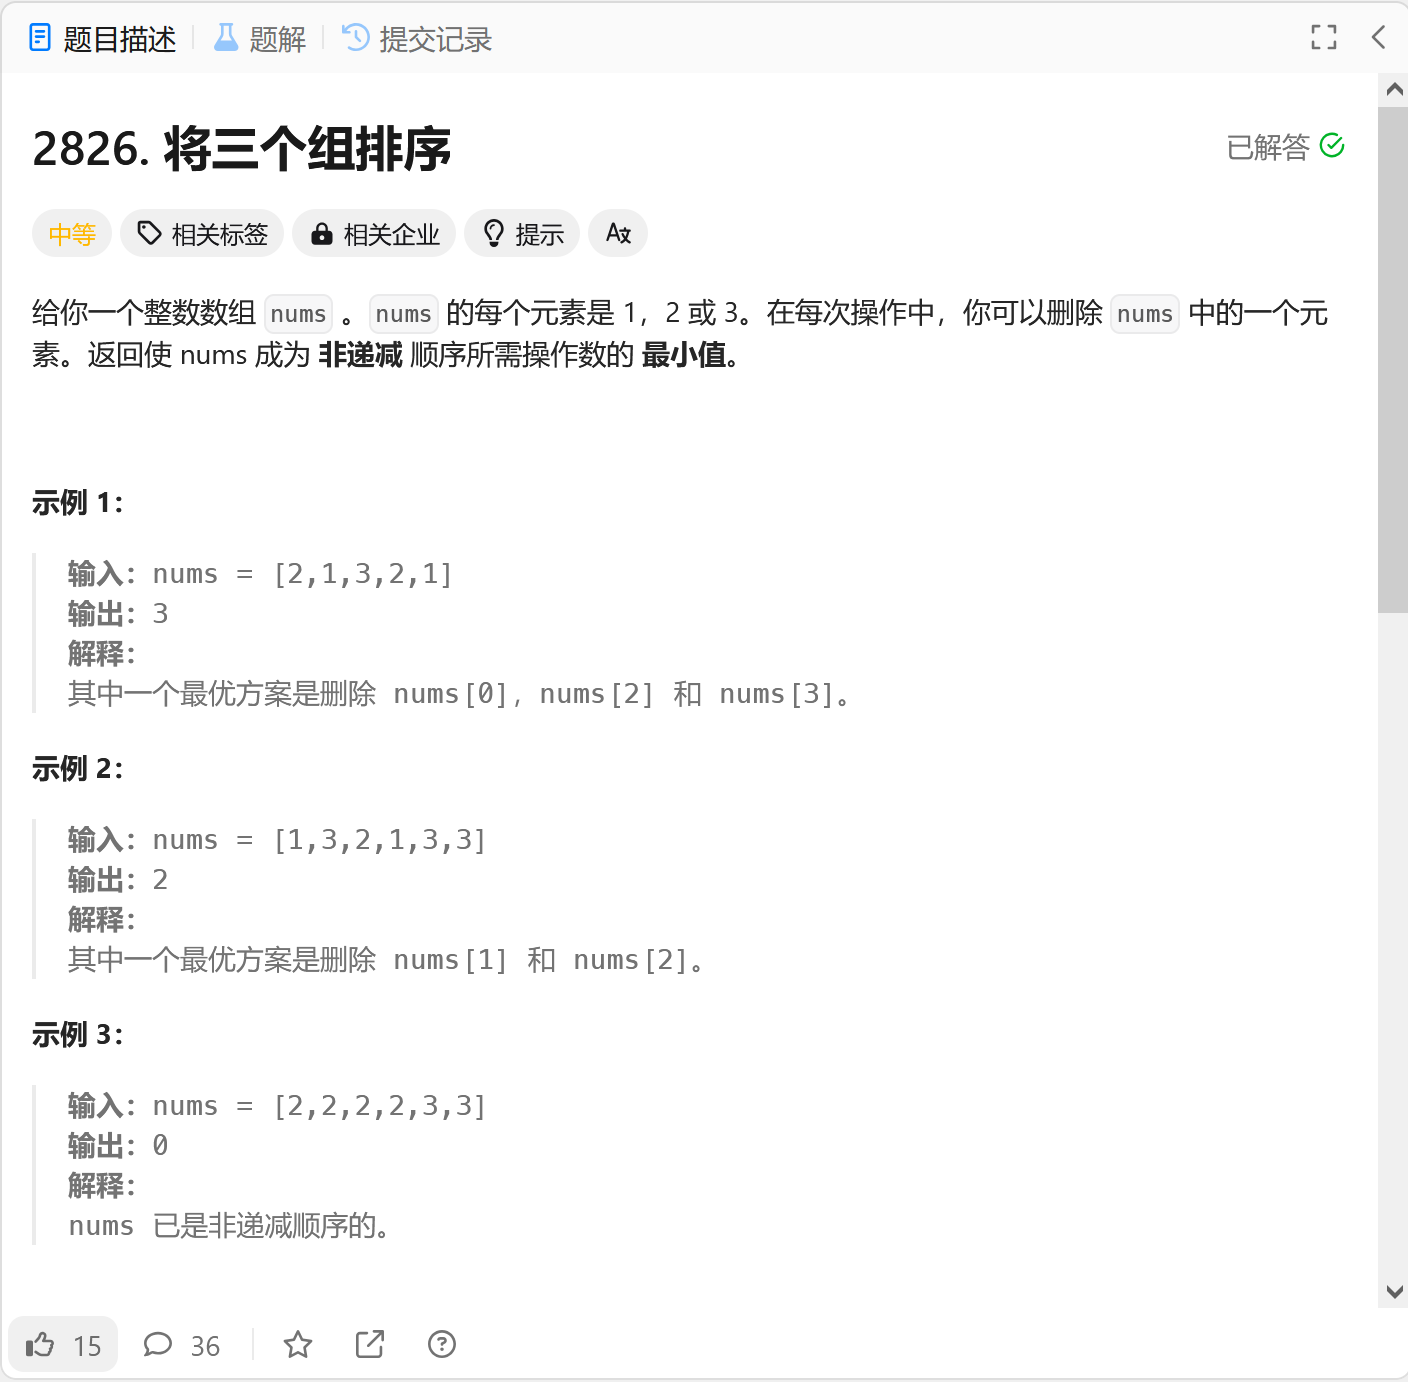 题目描述 题解 提交记录
2826. 将三个组排序
已解答
中等 相关标签 相关企业 提示 A文
给你一个整数数组 nums 。nums 的每个元素是 1，2 或 3。在每次操作中，你可以删除 nums 中的一个元
素。返回使 nums 成为 非递减 顺序所需操作数的 最小值。
示例 1：
输入：nums = [2,1,3,2,1]
输出：3
解释：
其中一个最优方案是删除 nums[0]，nums[2] 和 nums[3]。
示例 2：
输入：nums = [1,3,2,1,3,3]
输出：2
解释：
其中一个最优方案是删除 nums[1] 和 nums[2]。
示例 3：
输入：nums = [2,2,2,2,3,3]
输出：0
解释：
nums 已是非递减顺序的。
15 36